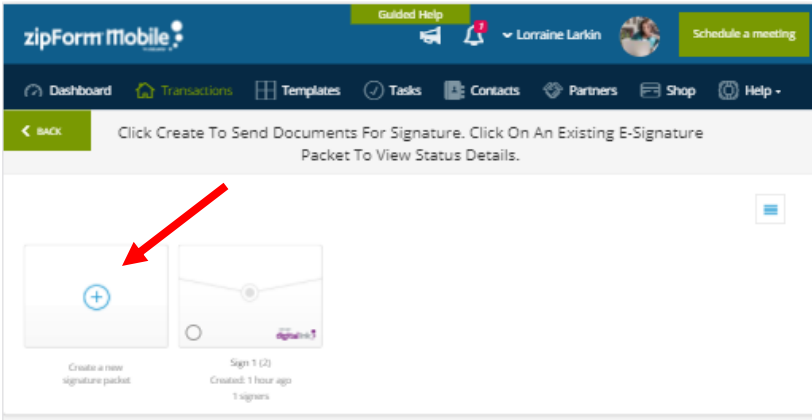 Guided Help
zipForm Mobile
1
Lorraine Larkin
Schedule a meeting
Dashboard
Transactions
Templates
Tasks
Contacts
Partners
Shop
Help
BACK
Click Create To Send Documents For Signature. Click On An Existing E-Signature
Packet To View Status Details.
Create a new
signature packet
digitalink
Sign 1 (2)
Created: 1 hour ago
1 signers